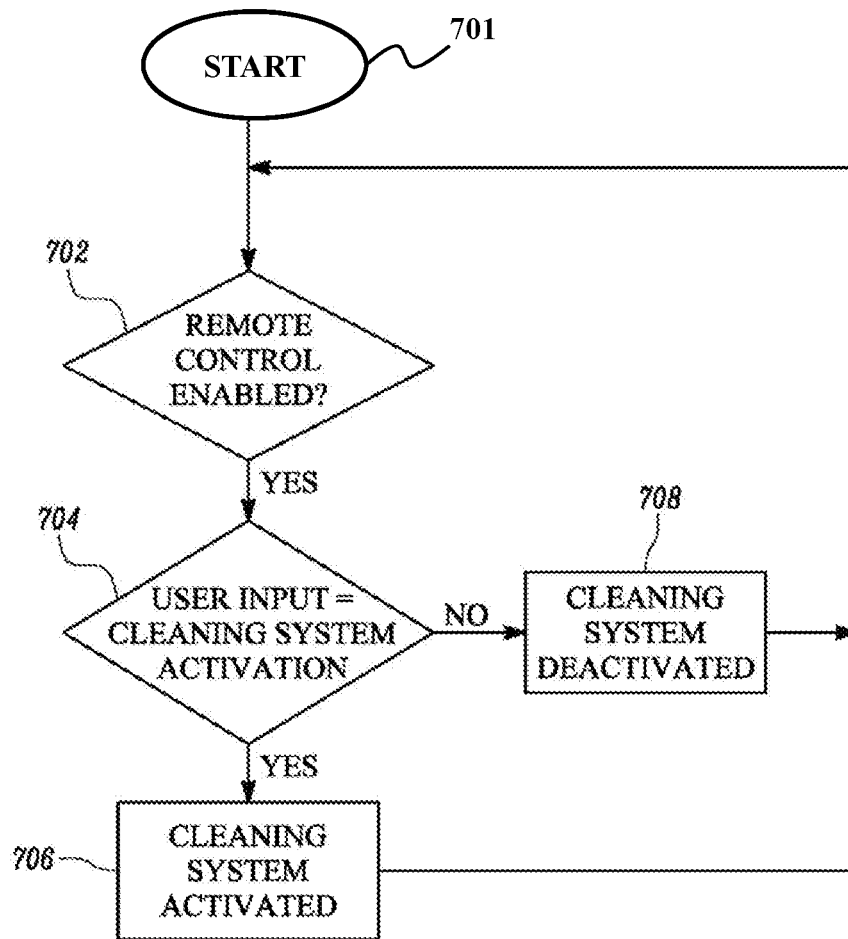 START
701
702
REMOTE
CONTROL
ENABLED?
YES
704
USER INPUT =
CLEANING SYSTEM
ACTIVATION
NO
708
CLEANING
SYSTEM
DEACTIVATED
YES
706
CLEANING
SYSTEM
ACTIVATED